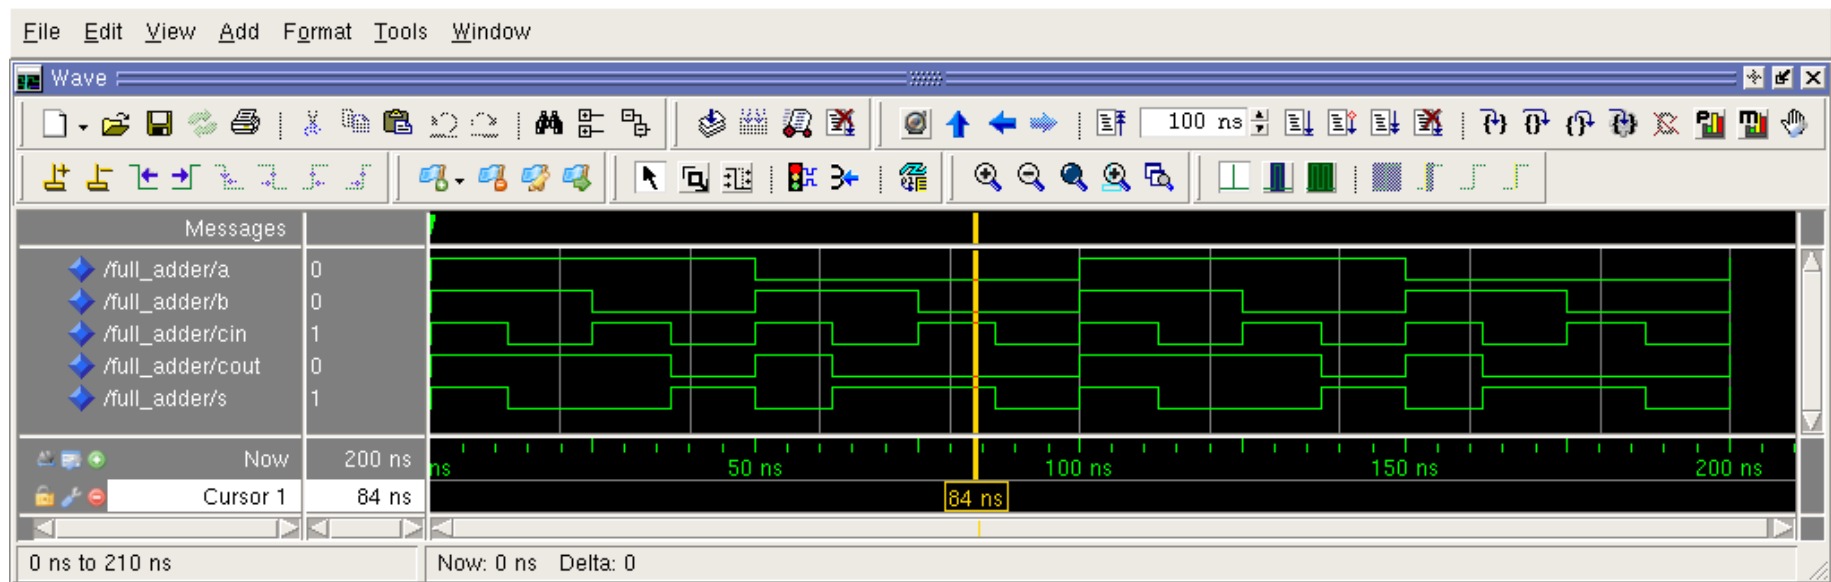 File Edit View Add Format Tools Window
Wave
100 ns
Messages
/full_adder/a 0
/full_adder/b 0
/full_adder/cin 1
/full_adder/cout 0
/full_adder/s 1
Now 200 ns ns 50 ns 100 ns 150 ns 200 ns
Cursor 1 84 ns 84 ns
0 ns to 210 ns Now: 0 ns Delta: 0